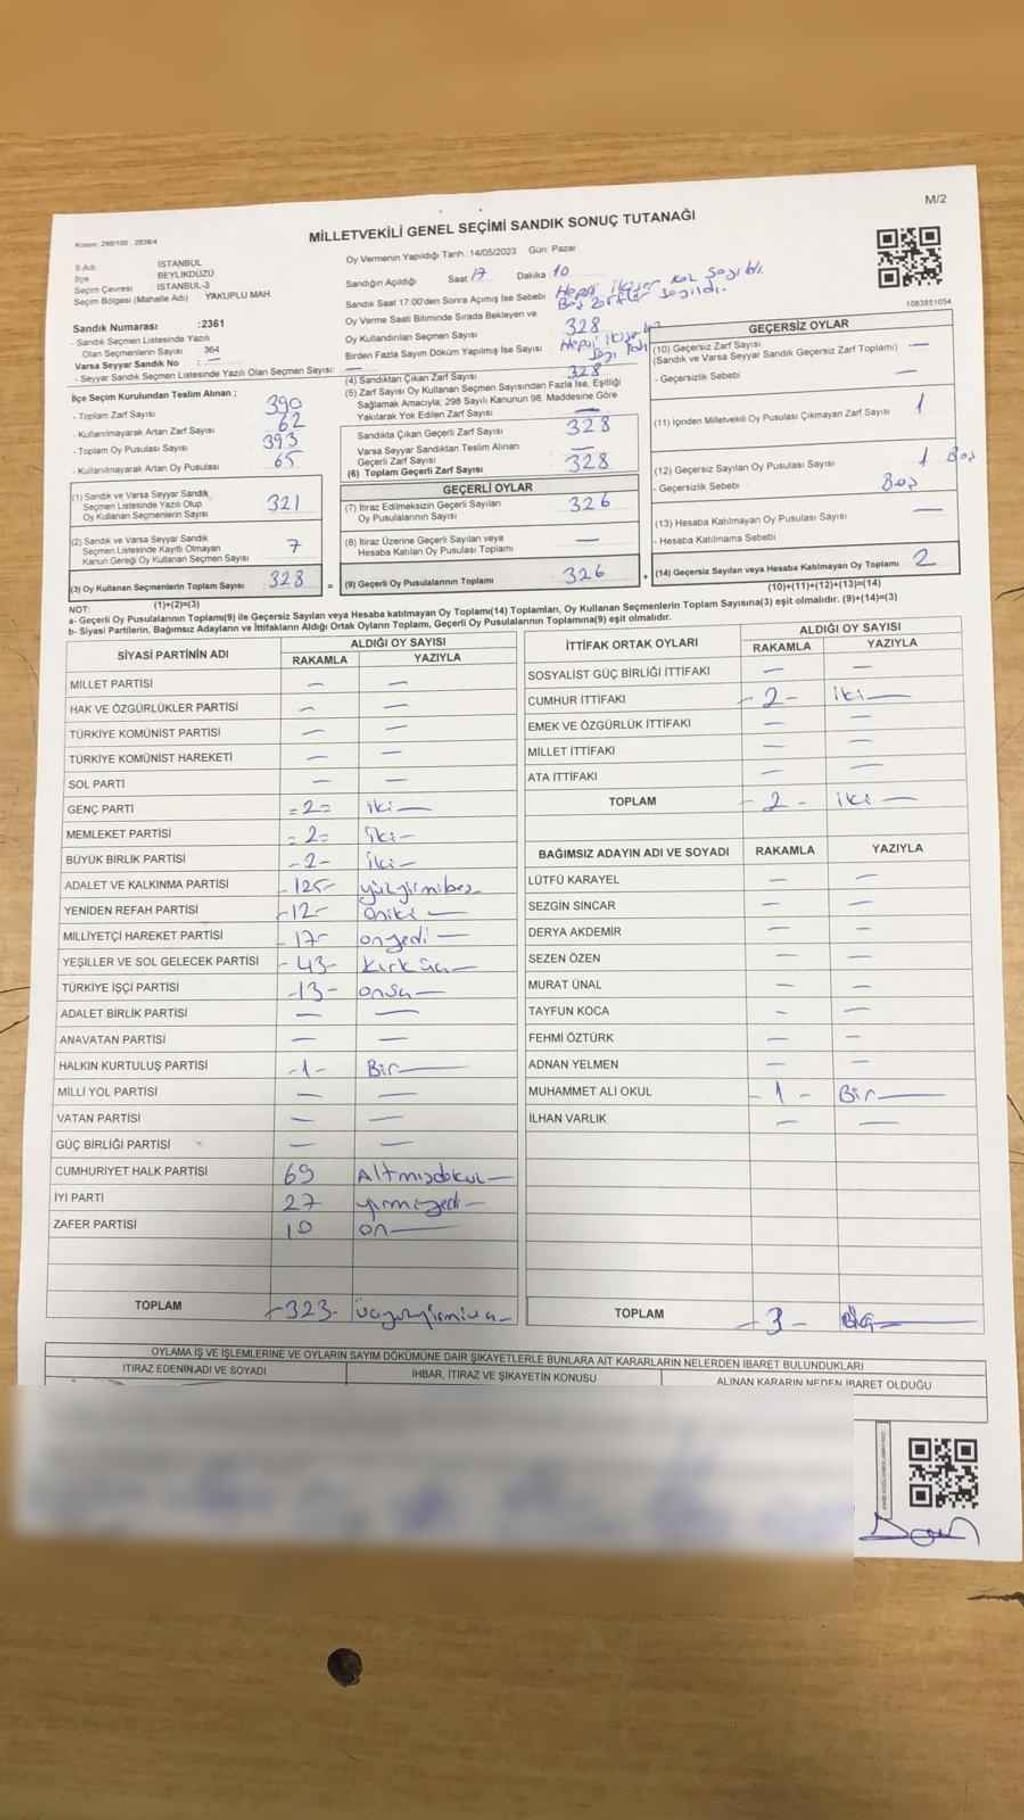 M/2
MİLLETVEKİLİ GENEL SEÇİMİ SANDIK SONUÇ TUTANAĞI
İli Adı İSTANBUL
İlçe BEYLİKDÜZÜ
Seçim Çevresi İSTANBUL-3
Seçim Bölgesi (Mahalle Adı) YAKUPLU MAH.
Sandık Numarası :2361
- Sandık Seçmen Listesinde Yazılı
Olan Seçmenlerin Sayısı 364
Varsa Seyyar Sandık No : —
- Seyyar Sandık Seçmen Listesinde Yazılı Olan Seçmen Sayısı: —
Oy Vermenin Yapıldığı Tarih :14/05/2023 Gün: Pazar
Sandığın Açıldığı Saat 17 Dakika 10
Sandık Saat 17:00'den Sonra Açılmış İse Sebebi
Oy Verme Saati Bitiminde Sırada Bekleyen ve
Oy Kullandırılan Seçmen Sayısı 328
Birden Fazla Sayım Döküm Yapılmış İse Sayısı
1083851054
İlçe Seçim Kurulundan Teslim Alınan ;
- Toplam Zarf Sayısı 390
- Kullanılmayarak Artan Zarf Sayısı 62
- Toplam Oy Pusulası Sayısı 393
- Kullanılmayarak Artan Oy Pusulası 65
(1) Sandık ve Varsa Seyyar Sandık
Seçmen Listesinde Yazılı Olup
Oy Kullanan Seçmenlerin Sayısı 321
(2) Sandık ve Varsa Seyyar Sandık
Seçmen Listesinde Kayıtlı Olmayan
Kanun Gereği Oy Kullanan Seçmen Sayısı 7
(3) Oy Kullanan Seçmenlerin Toplam Sayısı 328
(1)+(2)=(3)
(4) Sandıktan Çıkan Zarf Sayısı 328
(5) Zarf Sayısı Oy Kullanan Seçmen Sayısından Fazla İse, Eşitliği
Sağlamak Amacıyla; 298 Sayılı Kanunun 98. Maddesine Göre
Yakılarak Yok Edilen Zarf Sayısı —
Sandıkta Çıkan Geçerli Zarf Sayısı 328
Varsa Seyyar Sandıktan Teslim Alınan
Geçerli Zarf Sayısı —
(6) Toplam Geçerli Zarf Sayısı 328
GEÇERLİ OYLAR
(7) İtiraz Edilmeksizin Geçerli Sayılan
Oy Pusulalarının Sayısı 326
(8) İtiraz Üzerine Geçerli Sayılan veya
Hesaba Katılan Oy Pusulası Toplamı —
= (9) Geçerli Oy Pusulalarının Toplamı 326
GEÇERSİZ OYLAR
(10) Geçersiz Zarf Sayısı
(Sandık ve Varsa Seyyar Sandık Geçersiz Zarf Toplamı) —
- Geçersizlik Sebebi —
(11) İçinden Milletvekili Oy Pusulası Çıkmayan Zarf Sayısı 1
(12) Geçersiz Sayılan Oy Pusulası Sayısı 1 Boş
- Geçersizlik Sebebi Boş
(13) Hesaba Katılmayan Oy Pusulası Sayısı —
- Hesaba Katılmama Sebebi
+ (14) Geçersiz Sayılan veya Hesaba Katılmayan Oy Toplamı 2
(10)+(11)+(12)+(13)=(14)
NOT:
a- Geçerli Oy Pusulalarının Toplamı(9) ile Geçersiz Sayılan veya Hesaba katılmayan Oy Toplamı(14) Toplamları, Oy Kullanan Seçmenlerin Toplam Sayısına(3) eşit olmalıdır. (9)+(14)=(3)
b- Siyasi Partilerin, Bağımsız Adayların ve İttifakların Aldığı Ortak Oyların Toplamı, Geçerli Oy Pusulalarının Toplamına(9) eşit olmalıdır.
SİYASİ PARTİNİN ADI ALDIĞI OY SAYISI
RAKAMLA YAZIYLA
MİLLET PARTİSİ — —
HAK VE ÖZGÜRLÜKLER PARTİSİ — —
TÜRKİYE KOMÜNİST PARTİSİ — —
TÜRKİYE KOMÜNİST HAREKETİ — —
SOL PARTİ — —
GENÇ PARTİ =2= iki—
MEMLEKET PARTİSİ =2= iki—
BÜYÜK BİRLİK PARTİSİ -2- iki—
ADALET VE KALKINMA PARTİSİ -125- yüzyirmibeş
YENİDEN REFAH PARTİSİ -12- oniki—
MİLLİYETÇİ HAREKET PARTİSİ -17- onyedi—
YEŞİLLER VE SOL GELECEK PARTİSİ -43- kırküç—
TÜRKİYE İŞÇİ PARTİSİ -13- onüç—
ADALET BİRLİK PARTİSİ — —
ANAVATAN PARTİSİ — —
HALKIN KURTULUŞ PARTİSİ -1- Bir—
MİLLİ YOL PARTİSİ — —
VATAN PARTİSİ — —
GÜÇ BİRLİĞİ PARTİSİ — —
CUMHURİYET HALK PARTİSİ 69 Altmışdokuz—
İYİ PARTİ 27 yirmiyedi—
ZAFER PARTİSİ 10 on—
TOPLAM -323- üçyüzyirmiüç—
İTTİFAK ORTAK OYLARI ALDIĞI OY SAYISI
RAKAMLA YAZIYLA
SOSYALİST GÜÇ BİRLİĞİ İTTİFAKI — —
CUMHUR İTTİFAKI -2- iki—
EMEK VE ÖZGÜRLÜK İTTİFAKI — —
MİLLET İTTİFAKI — —
ATA İTTİFAKI — —
TOPLAM -2- iki—
BAĞIMSIZ ADAYIN ADI VE SOYADI RAKAMLA YAZIYLA
LÜTFÜ KARAYEL — —
SEZGİN SİNCAR — —
DERYA AKDEMİR — —
SEZEN ÖZEN — —
MURAT ÜNAL — —
TAYFUN KOCA — —
FEHMİ ÖZTÜRK — —
ADNAN YELMEN — —
MUHAMMET ALİ OKUL -1- Bir—
İLHAN VARLIK — —
TOPLAM -3-
OYLAMA İŞ VE İŞLEMLERİNE VE OYLARIN SAYIM DÖKÜMÜNE DAİR ŞİKAYETLERLE BUNLARA AİT KARARLARIN NELERDEN İBARET BULUNDUKLARI
İTİRAZ EDENİN ADI VE SOYADI İHBAR, İTİRAZ VE ŞİKAYETİN KONUSU ALINAN KARARIN NEDEN İBARET OLDUĞU